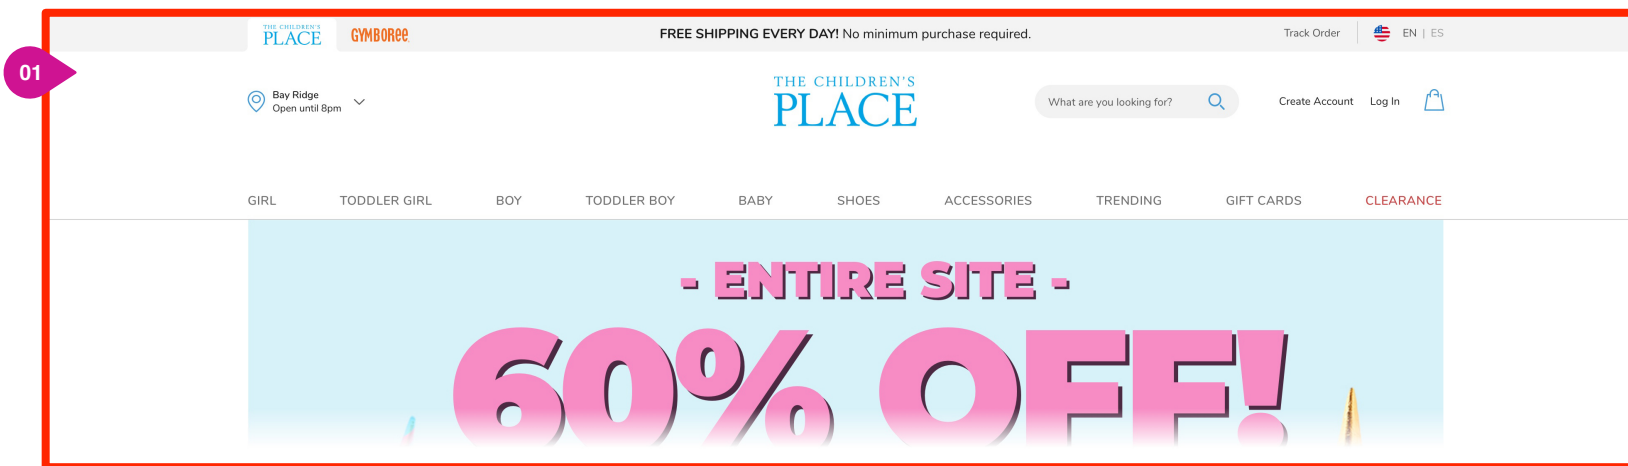 THE CHILDREN'S
PLACE
GYMBOREE
FREE SHIPPING EVERY DAY! No minimum purchase required.
Track Order
EN | ES
01
Bay Ridge
Open until 8pm
THE CHILDREN'S
PLACE
What are you looking for?
Create Account
Log In
GIRL
TODDLER GIRL
BOY
TODDLER BOY
BABY
SHOES
ACCESSORIES
TRENDING
GIFT CARDS
CLEARANCE
- ENTIRE SITE -
60% OFF!